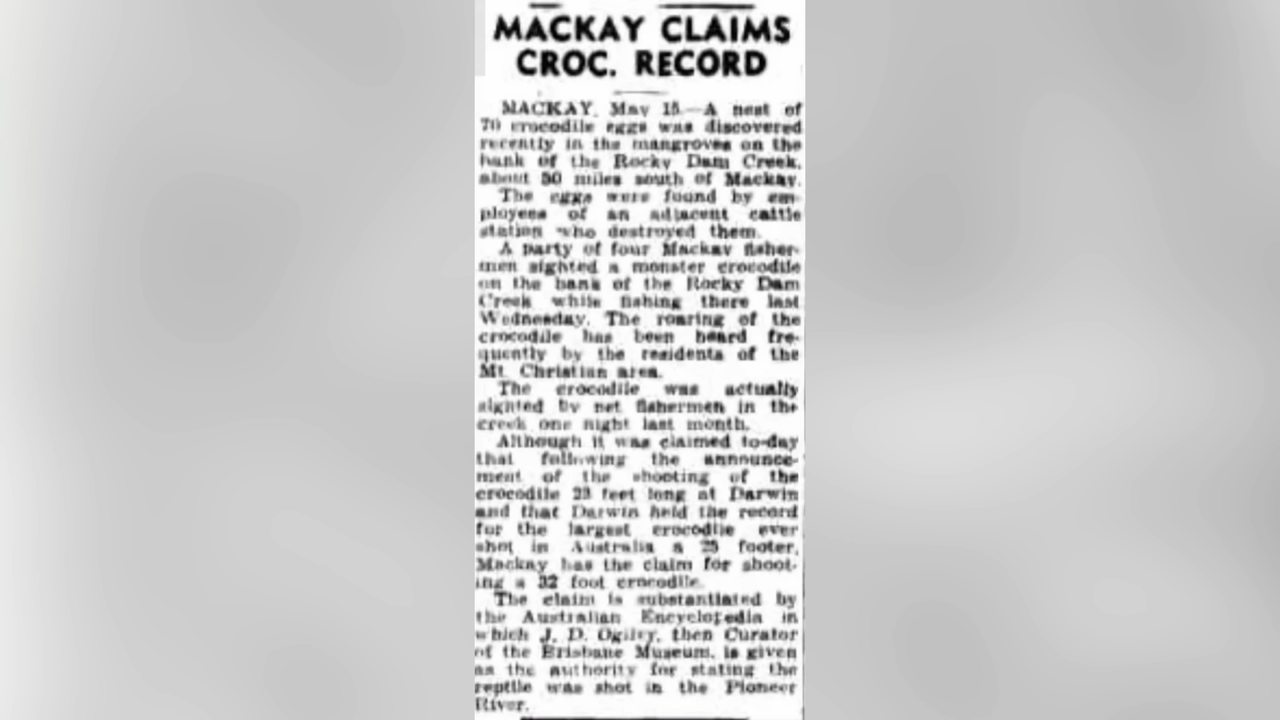 MACKAY CLAIMS
CROC. RECORD
MACKAY, May 15.—A nest of
70 crocodile eggs was discovered
recently in the mangroves on the
bank of the Rocky Dam Creek,
about 50 miles south of Mackay.
The eggs were found by em-
ployees of an adjacent cattle
station who destroyed them.
A party of four Mackay fisher-
men sighted a monster crocodile
on the bank of the Rocky Dam
Creek while fishing there last
Wednesday. The roaring of the
crocodile has been heard fre-
quently by the residents of the
Mt. Christian area.
The crocodile was actually
sighted by net fishermen in the
creek one night last month.
Although it was claimed to-day
that following the announce-
ment of the shooting of the
crocodile 23 feet long at Darwin
and that Darwin held the record
for the largest crocodile ever
shot in Australia a 25 footer,
Mackay has the claim for shoot-
ing a 32 foot crocodile.
The claim is substantiated by
the Australian Encyclopedia in
which J. D. Ogilvy, then Curator
of the Brisbane Museum, is given
as the authority for stating the
reptile was shot in the Pioneer
River.